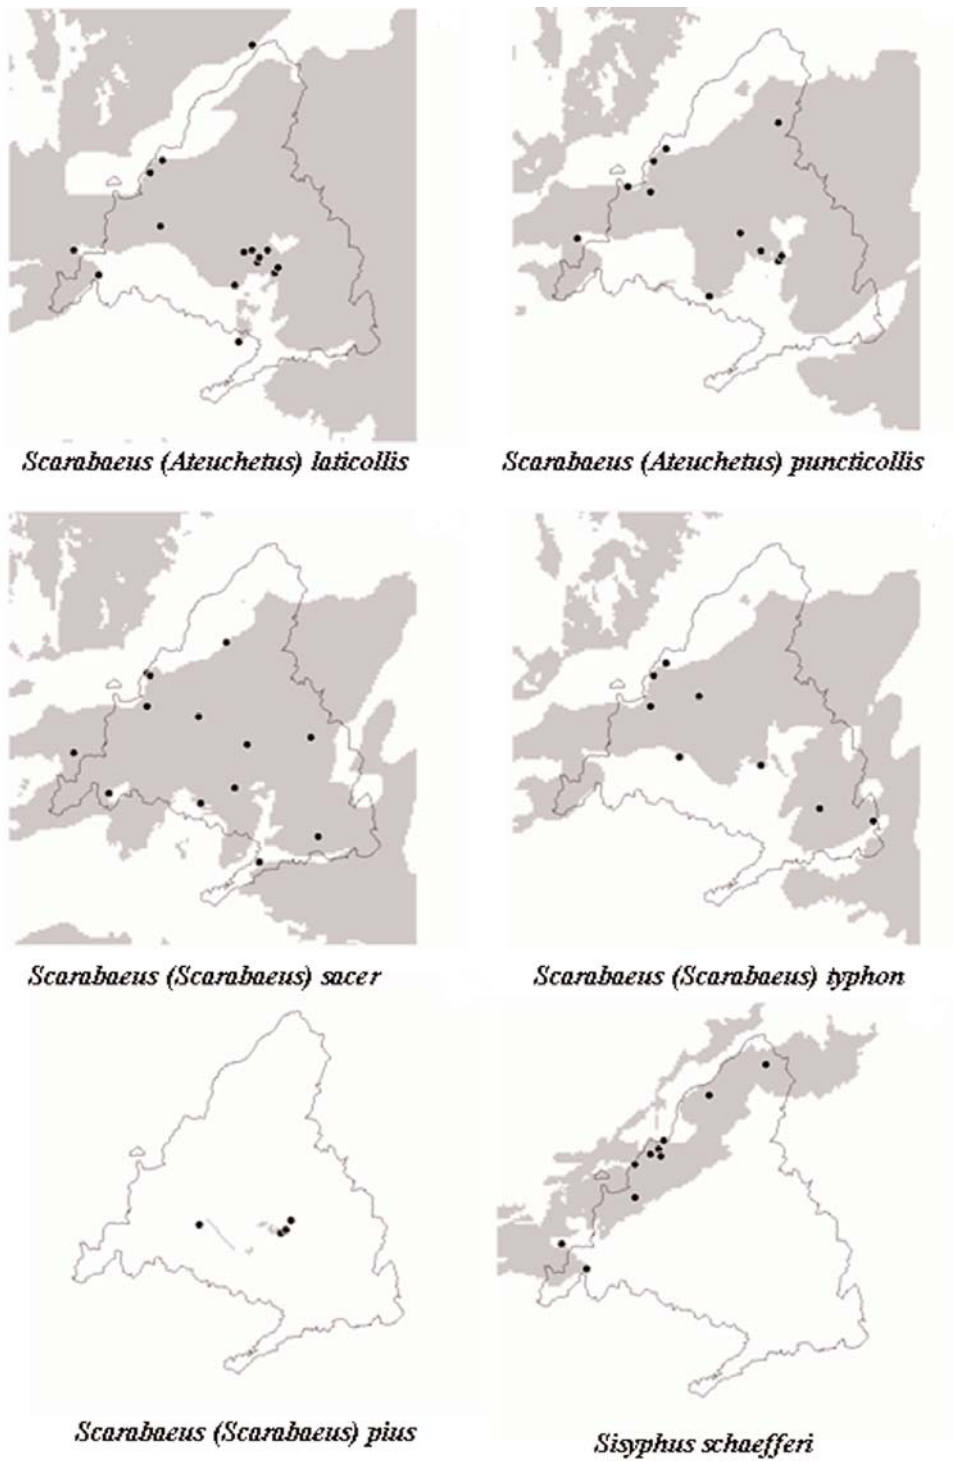 Scarabaeus (Ateuchetus) laticollis
Scarabaeus (Ateuchetus) puncticollis
Scarabaeus (Scarabaeus) sacer
Scarabaeus (Scarabaeus) typhon
Scarabaeus (Scarabaeus) pius
Sisyphus schaefferi